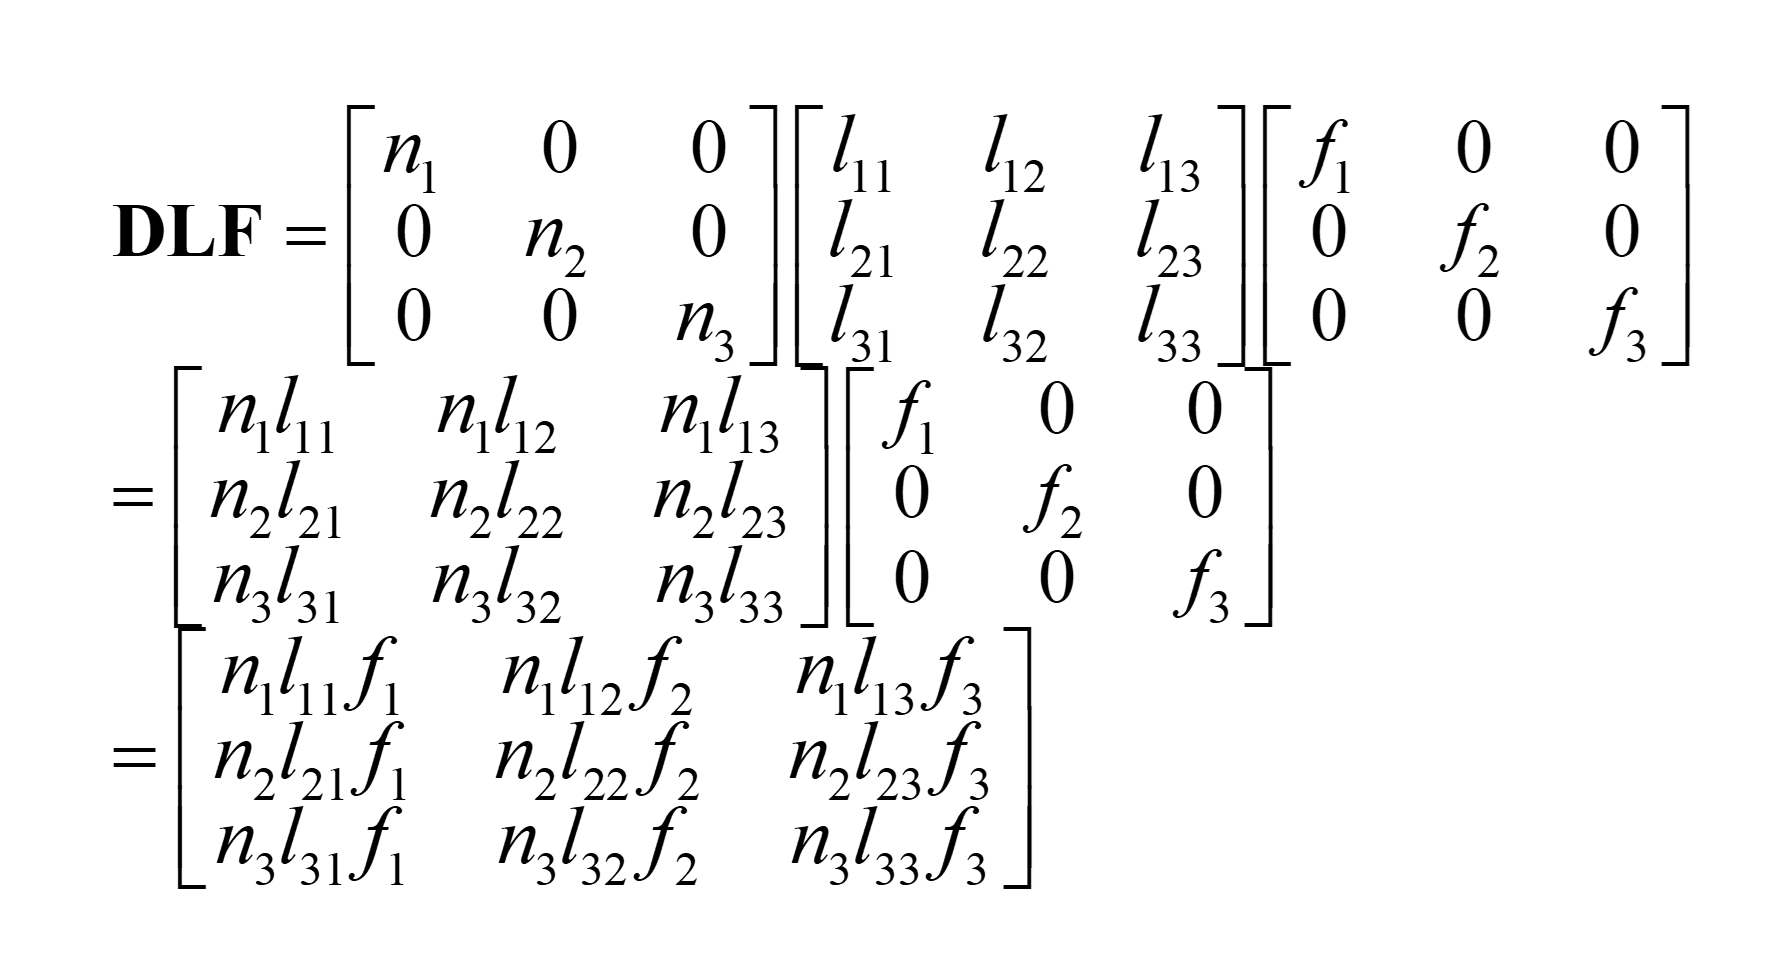 DLF = [n₁ 0 0; 0 n₂ 0; 0 0 n₃] [l₁₁ l₁₂ l₁₃; l₂₁ l₂₂ l₂₃; l₃₁ l₃₂ l₃₃] [f₁ 0 0; 0 f₂ 0; 0 0 f₃]
= [n₁l₁₁ n₁l₁₂ n₁l₁₃; n₂l₂₁ n₂l₂₂ n₂l₂₃; n₃l₃₁ n₃l₃₂ n₃l₃₃] [f₁ 0 0; 0 f₂ 0; 0 0 f₃]
= [n₁l₁₁f₁ n₁l₁₂f₂ n₁l₁₃f₃; n₂l₂₁f₁ n₂l₂₂f₂ n₂l₂₃f₃; n₃l₃₁f₁ n₃l₃₂f₂ n₃l₃₃f₃]